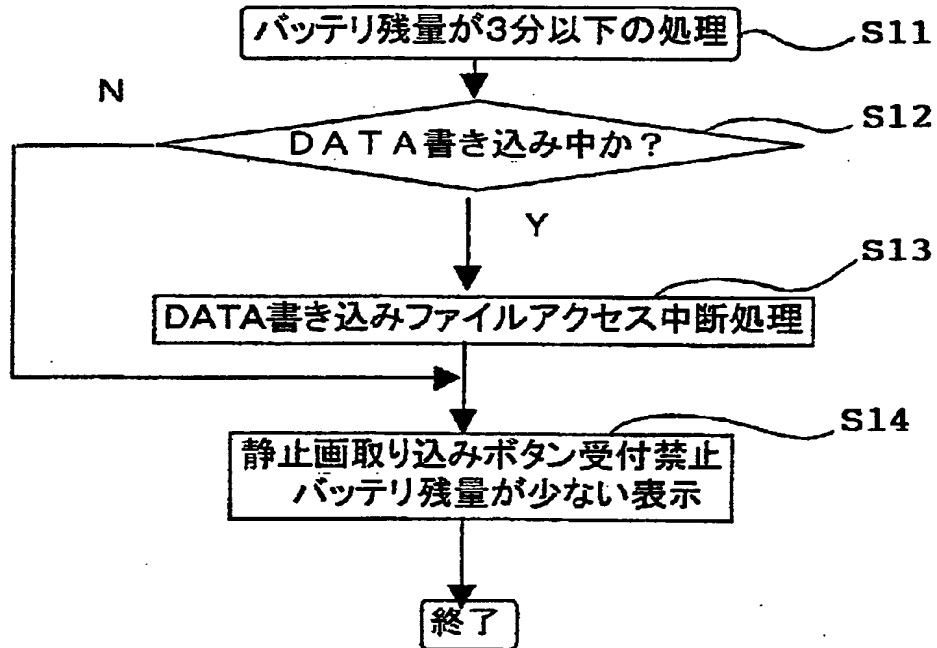 バッテリ残量が3分以下の処理
S11
N
S12
DATA書き込み中か?
Y
S13
DATA書き込みファイルアクセス中断処理
S14
静止画取り込みボタン受付禁止
バッテリ残量が少ない表示
終了